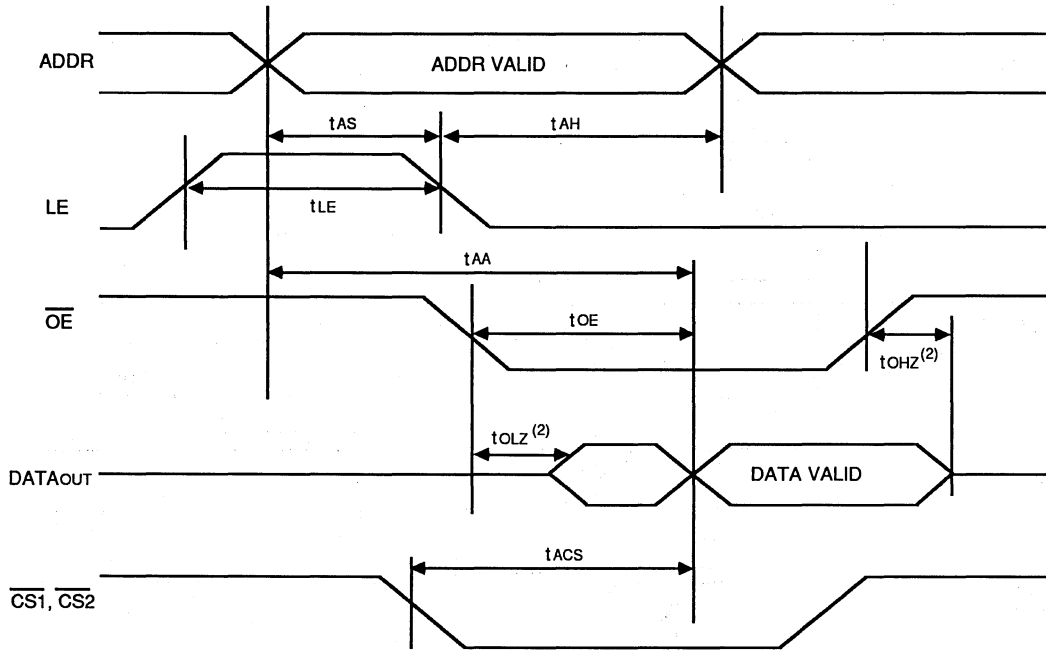 ADDR
ADDR VALID
tAS
tAH
LE
tLE
tAA
OE
tOE
tOHZ(2)
tOLZ(2)
DATAOUT
DATA VALID
tACS
CS1, CS2